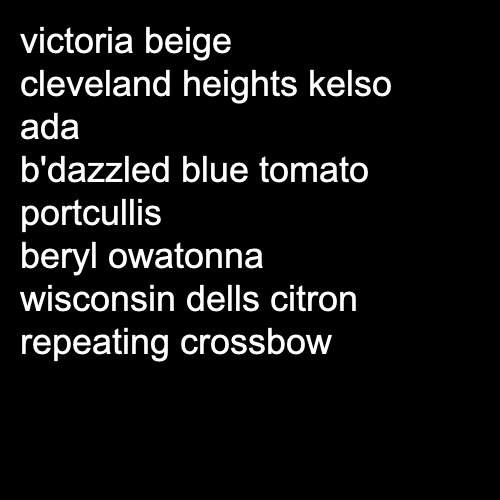 victoria beige
cleveland heights kelso
ada
b'dazzled blue tomato
portcullis
beryl owatonna
wisconsin dells citron
repeating crossbow